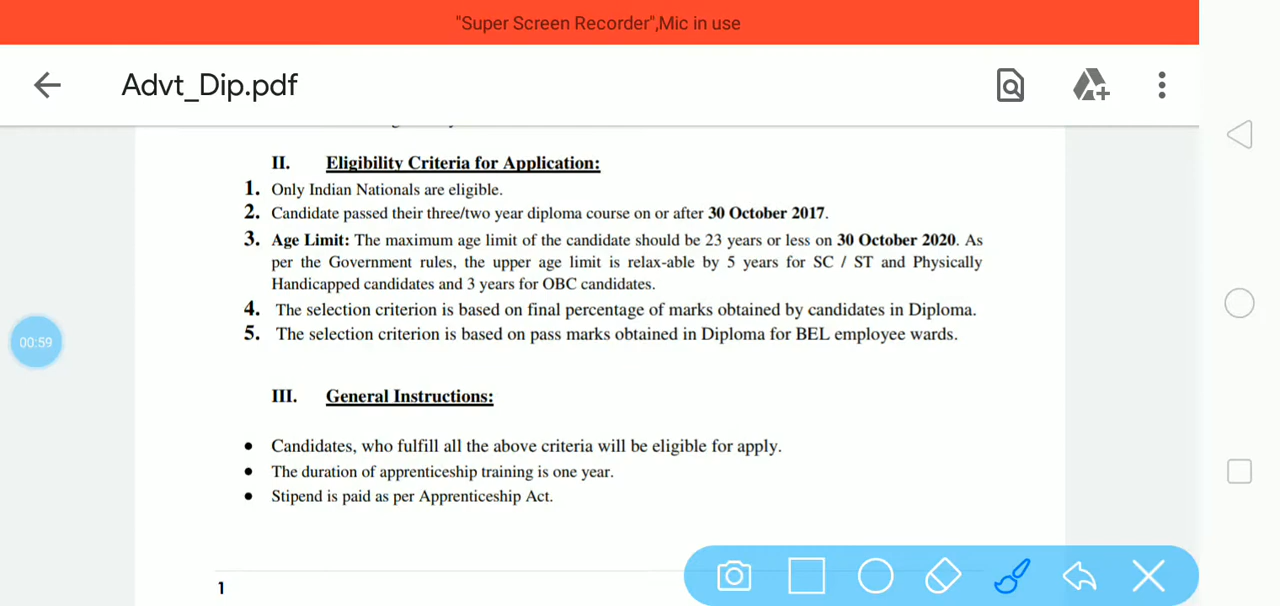 "Super Screen Recorder",Mic in use
Advt_Dip.pdf
II. Eligibility Criteria for Application:
1. Only Indian Nationals are eligible.
2. Candidate passed their three/two year diploma course on or after 30 October 2017.
3. Age Limit: The maximum age limit of the candidate should be 23 years or less on 30 October 2020. As
per the Government rules, the upper age limit is relax-able by 5 years for SC / ST and Physically
Handicapped candidates and 3 years for OBC candidates.
4. The selection criterion is based on final percentage of marks obtained by candidates in Diploma.
5. The selection criterion is based on pass marks obtained in Diploma for BEL employee wards.
00:59
III. General Instructions:
• Candidates, who fulfill all the above criteria will be eligible for apply.
• The duration of apprenticeship training is one year.
• Stipend is paid as per Apprenticeship Act.
1